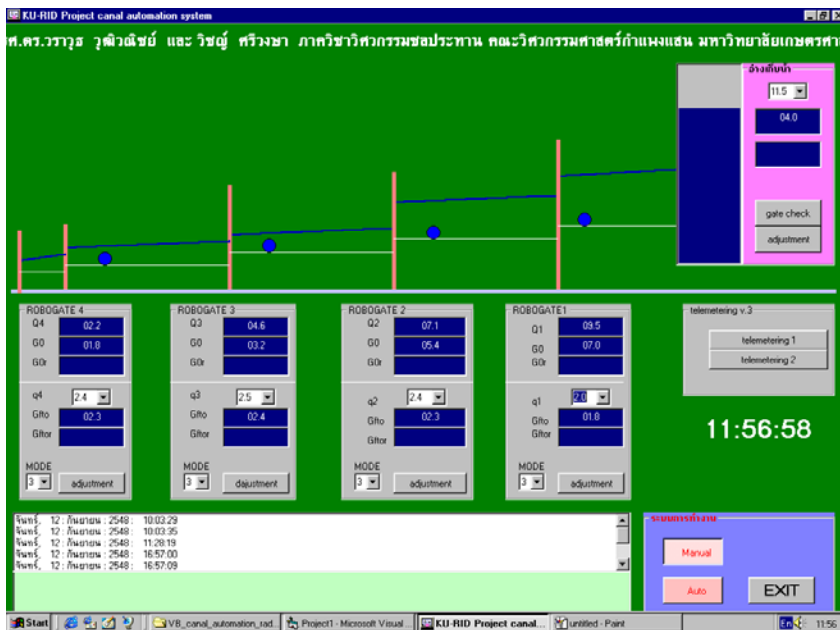 KU-RID Project canal automation system
ศ.ดร.วราวุธ วุฒิวณิชย์ และ วิชญ์ ศรีวงษา ภาควิชาวิศวกรรมชลประทาน คณะวิศวกรรมศาสตร์กำแพงแสน มหาวิทยาลัยเกษตรศา
อ่างเก็บน้ำ
11.5
04.0
gate check
adjustment
ROBOGATE 4
Q4 02.2
G0 01.8
G0r
q4 2.4
Gfto 02.3
Gftor
MODE
3 adjustment
ROBOGATE 3
Q3 04.6
G0 03.2
G0r
q3 2.5
Gfto 02.4
Gftor
MODE
3 dajustment
ROBOGATE 2
Q2 07.1
G0 05.4
G0r
q2 2.4
Gfto 02.3
Gftor
MODE
3 adjustment
ROBOGATE1
Q1 09.5
G0 07.0
G0r
q1 2.0
Gfto 01.8
Gftor
MODE
3 adjustment
telemetering v.3
telemetering 1
telemetering 2
11:56:58
จันทร์, 12 : กันยายน : 2548 : 10:03:29
จันทร์, 12 : กันยายน : 2548 : 10:03:35
จันทร์, 12 : กันยายน : 2548 : 11:28:19
จันทร์, 12 : กันยายน : 2548 : 16:57:00
จันทร์, 12 : กันยายน : 2548 : 16:57:09
ระบบการทำงาน
Manual
Auto
EXIT
Start
VB_canal_automation_rad...
Project1 - Microsoft Visual ...
KU-RID Project canal...
untitled - Paint
En
11:56